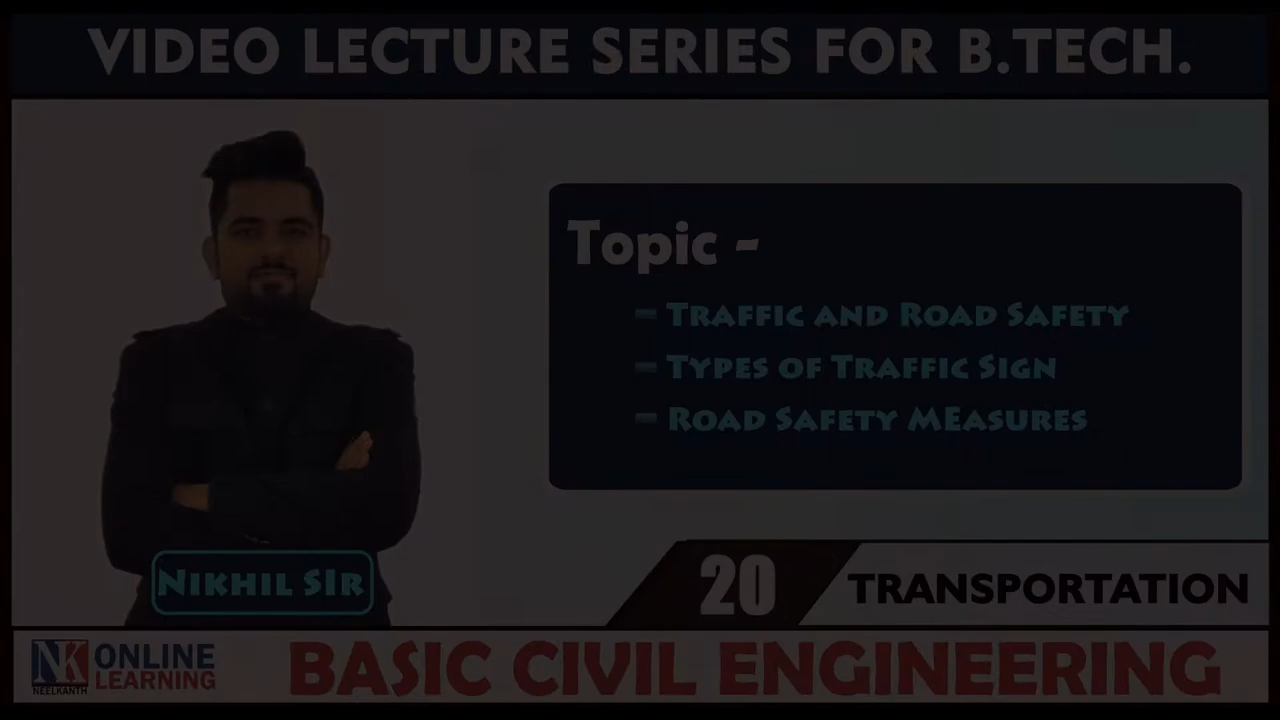 VIDEO LECTURE SERIES FOR B.TECH.
Topic -
- TRAFFIC AND ROAD SAFETY
- TYPES OF TRAFFIC SIGN
- ROAD SAFETY MEASURES
NIKHIL SIR
20
TRANSPORTATION
NK
NEELKANTH
ONLINE
LEARNING
BASIC CIVIL ENGINEERING